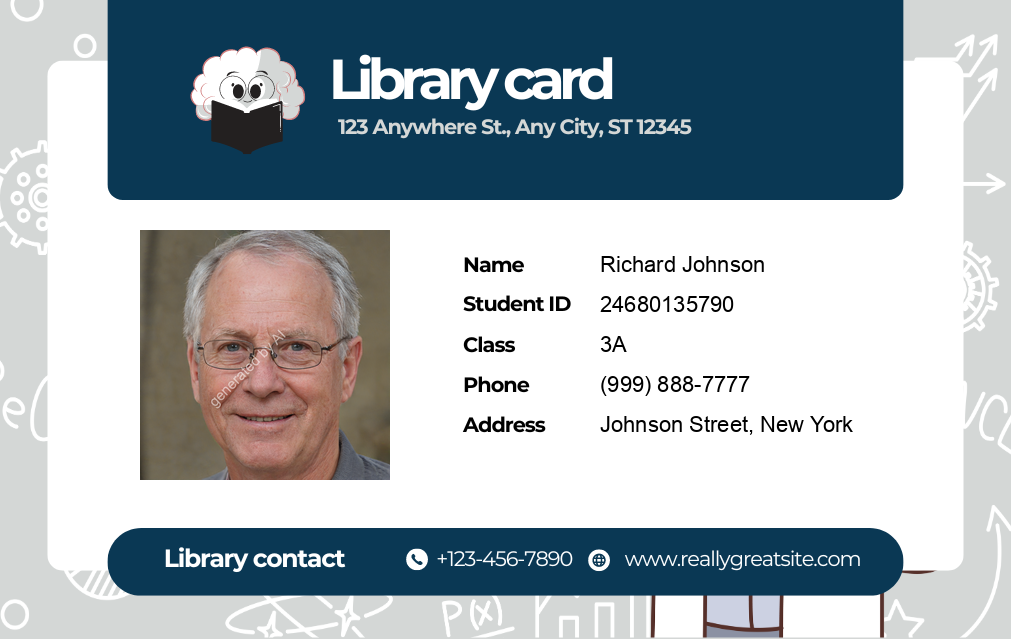 Library card
123 Anywhere St., Any City, ST 12345
Name Richard Johnson
Student ID 24680135790
Class 3A
Phone (999) 888-7777
Address Johnson Street, New York
generated by AI
Library contact +123-456-7890 www.reallygreatsite.com
P(x)